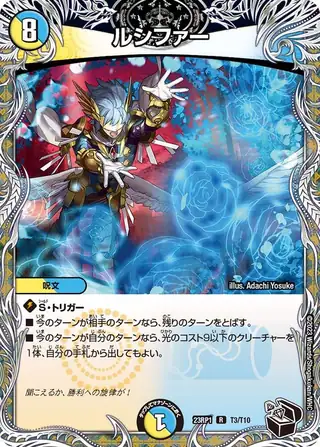 8
ルシファー
illus. Adachi Yosuke
呪文
S・トリガー
■今のターンが相手のターンなら、残りのターンをとばす。
■今のターンが自分のターンなら、光のコスト9以下のクリーチャーを
1体、自分の手札から出してもよい。
聞こえるか、勝利への旋律が!
1
23RP1 R T3/T10